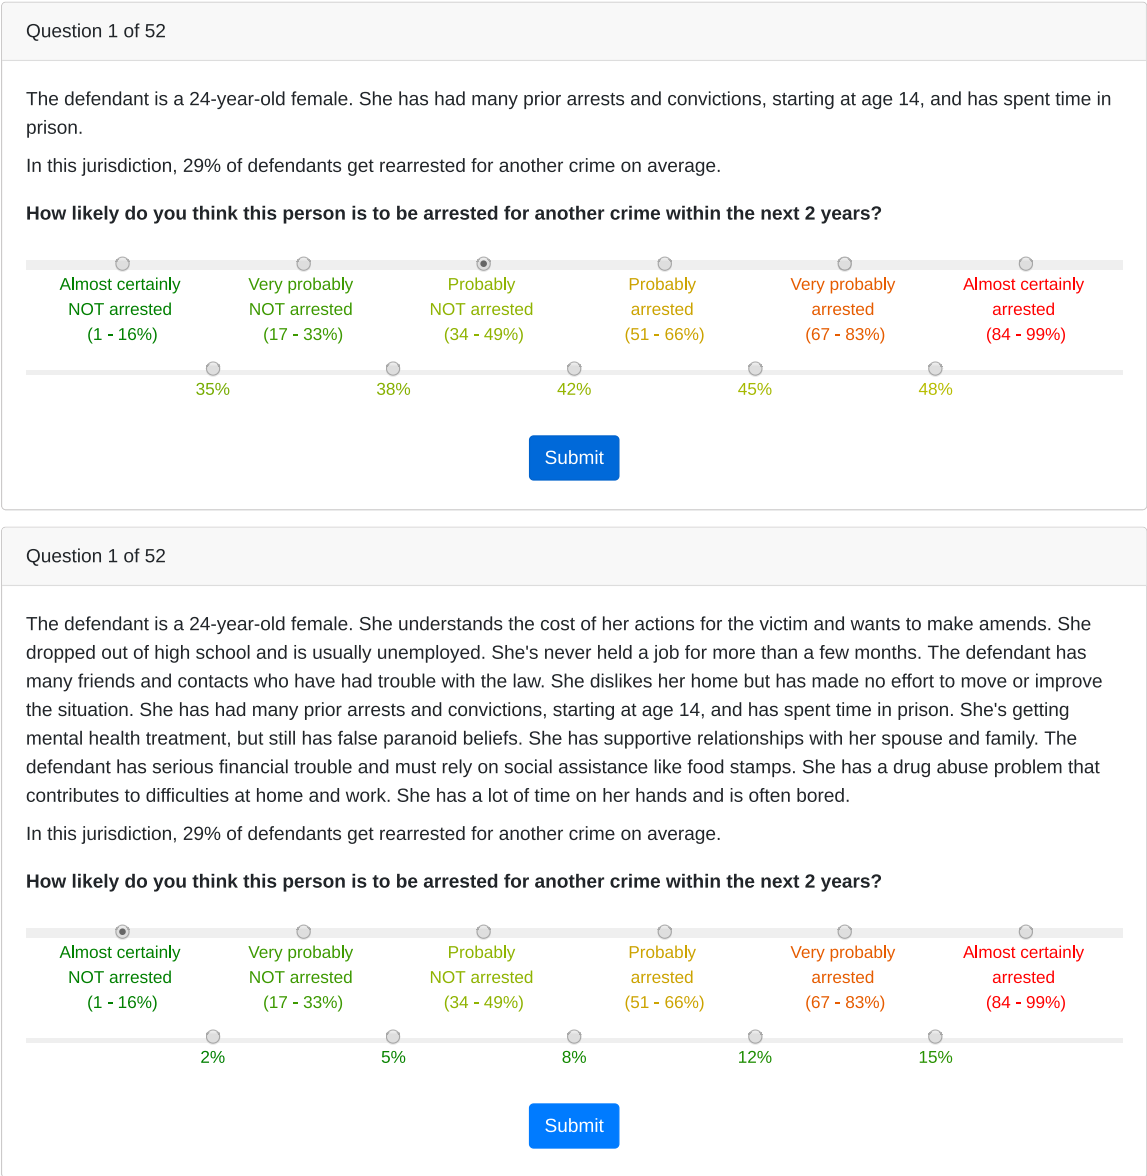 Question 1 of 52
The defendant is a 24-year-old female. She has had many prior arrests and convictions, starting at age 14, and has spent time in
prison.
In this jurisdiction, 29% of defendants get rearrested for another crime on average.
How likely do you think this person is to be arrested for another crime within the next 2 years?
Almost certainly Very probably Probably Probably Very probably Almost certainly
NOT arrested NOT arrested NOT arrested arrested arrested arrested
(1 - 16%) (17 - 33%) (34 - 49%) (51 - 66%) (67 - 83%) (84 - 99%)
35% 38% 42% 45% 48%
Submit
Question 1 of 52
The defendant is a 24-year-old female. She understands the cost of her actions for the victim and wants to make amends. She
dropped out of high school and is usually unemployed. She's never held a job for more than a few months. The defendant has
many friends and contacts who have had trouble with the law. She dislikes her home but has made no effort to move or improve
the situation. She has had many prior arrests and convictions, starting at age 14, and has spent time in prison. She's getting
mental health treatment, but still has false paranoid beliefs. She has supportive relationships with her spouse and family. The
defendant has serious financial trouble and must rely on social assistance like food stamps. She has a drug abuse problem that
contributes to difficulties at home and work. She has a lot of time on her hands and is often bored.
In this jurisdiction, 29% of defendants get rearrested for another crime on average.
How likely do you think this person is to be arrested for another crime within the next 2 years?
Almost certainly Very probably Probably Probably Very probably Almost certainly
NOT arrested NOT arrested NOT arrested arrested arrested arrested
(1 - 16%) (17 - 33%) (34 - 49%) (51 - 66%) (67 - 83%) (84 - 99%)
2% 5% 8% 12% 15%
Submit